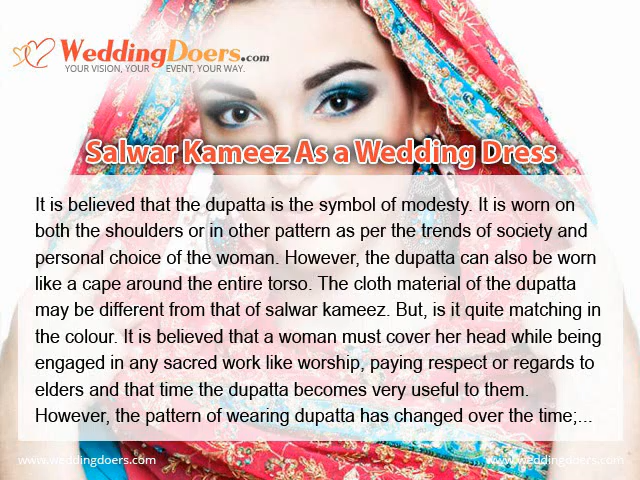 WeddingDoers.com
YOUR VISION, YOUR EVENT, YOUR WAY.
Salwar Kameez As a Wedding Dress
It is believed that the dupatta is the symbol of modesty. It is worn on
both the shoulders or in other pattern as per the trends of society and
personal choice of the woman. However, the dupatta can also be worn
like a cape around the entire torso. The cloth material of the dupatta
may be different from that of salwar kameez. But, is it quite matching in
the colour. It is believed that a woman must cover her head while being
engaged in any sacred work like worship, paying respect or regards to
elders and that time the dupatta becomes very useful to them.
However, the pattern of wearing dupatta has changed over the time;...
www.weddingdoers.com
www.weddingdoers.com